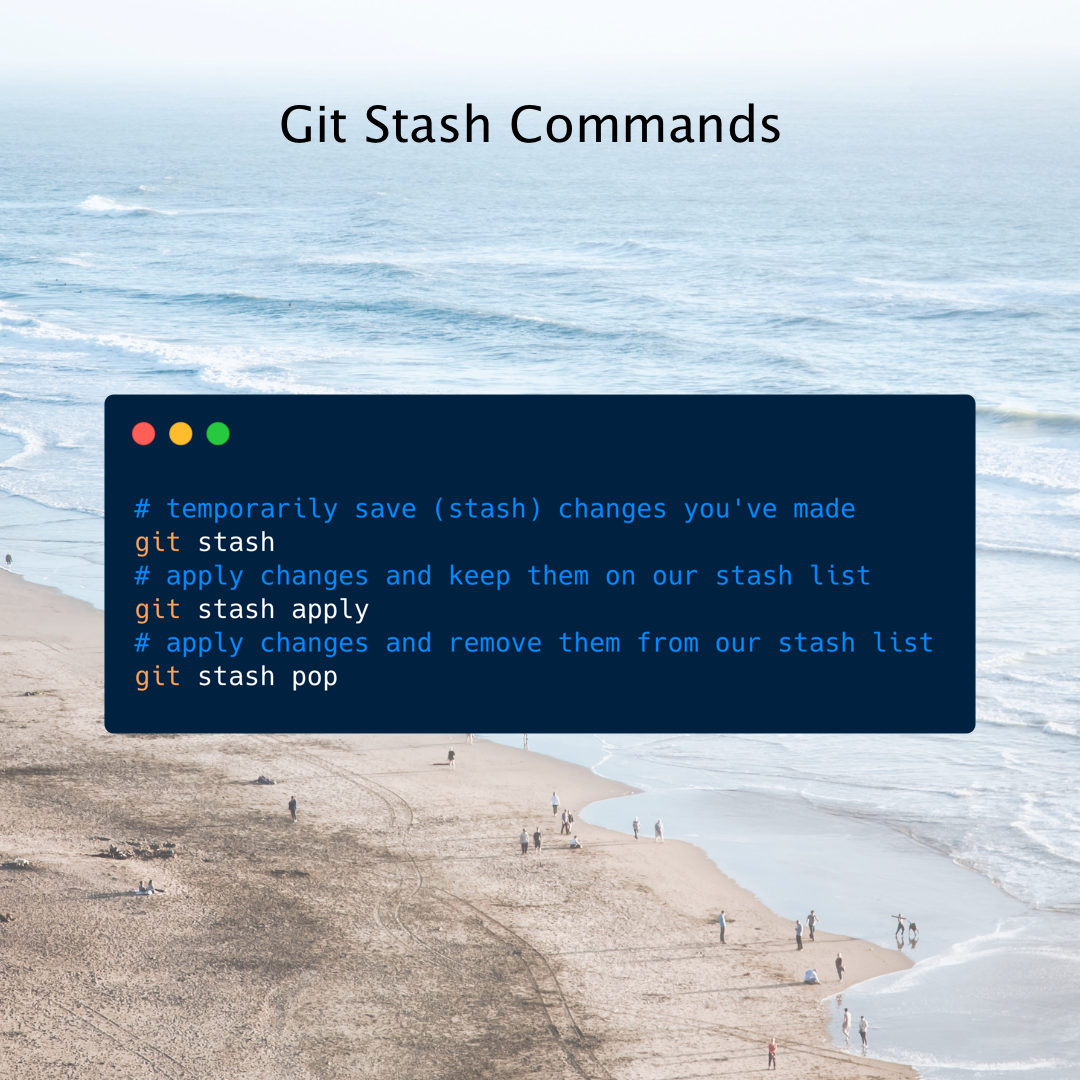 Git Stash Commands
# temporarily save (stash) changes you've made
git stash
# apply changes and keep them on our stash list
git stash apply
# apply changes and remove them from our stash list
git stash pop